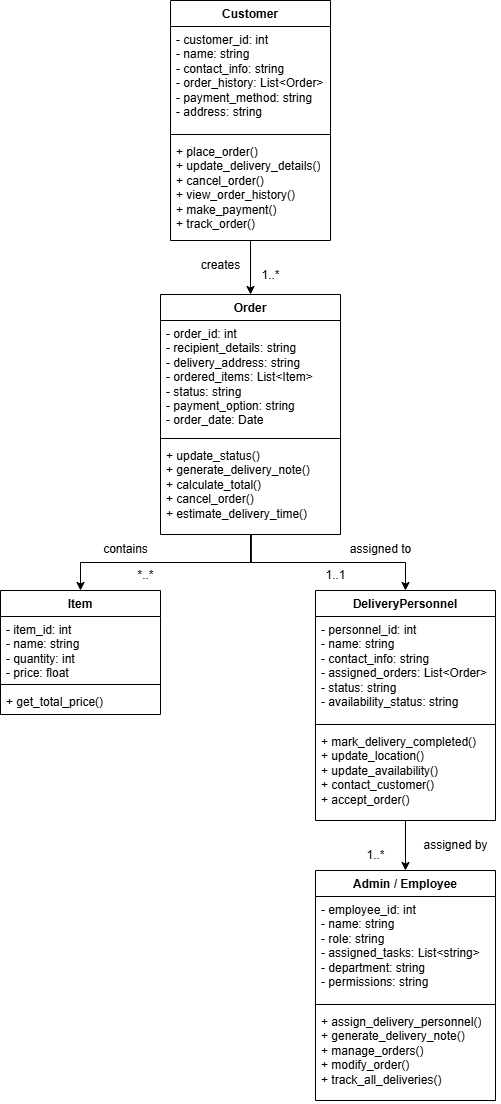 Customer
- customer_id: int
- name: string
- contact_info: string
- order_history: List<Order>
- payment_method: string
- address: string
+ place_order()
+ update_delivery_details()
+ cancel_order()
+ view_order_history()
+ make_payment()
+ track_order()
creates
1..*
Order
- order_id: int
- recipient_details: string
- delivery_address: string
- ordered_items: List<Item>
- status: string
- payment_option: string
- order_date: Date
+ update_status()
+ generate_delivery_note()
+ calculate_total()
+ cancel_order()
+ estimate_delivery_time()
contains
*..*
assigned to
1..1
Item
- item_id: int
- name: string
- quantity: int
- price: float
+ get_total_price()
DeliveryPersonnel
- personnel_id: int
- name: string
- contact_info: string
- assigned_orders: List<Order>
- status: string
- availability_status: string
+ mark_delivery_completed()
+ update_location()
+ update_availability()
+ contact_customer()
+ accept_order()
assigned by
1..*
Admin / Employee
- employee_id: int
- name: string
- role: string
- assigned_tasks: List<string>
- department: string
- permissions: string
+ assign_delivery_personnel()
+ generate_delivery_note()
+ manage_orders()
+ modify_order()
+ track_all_deliveries()